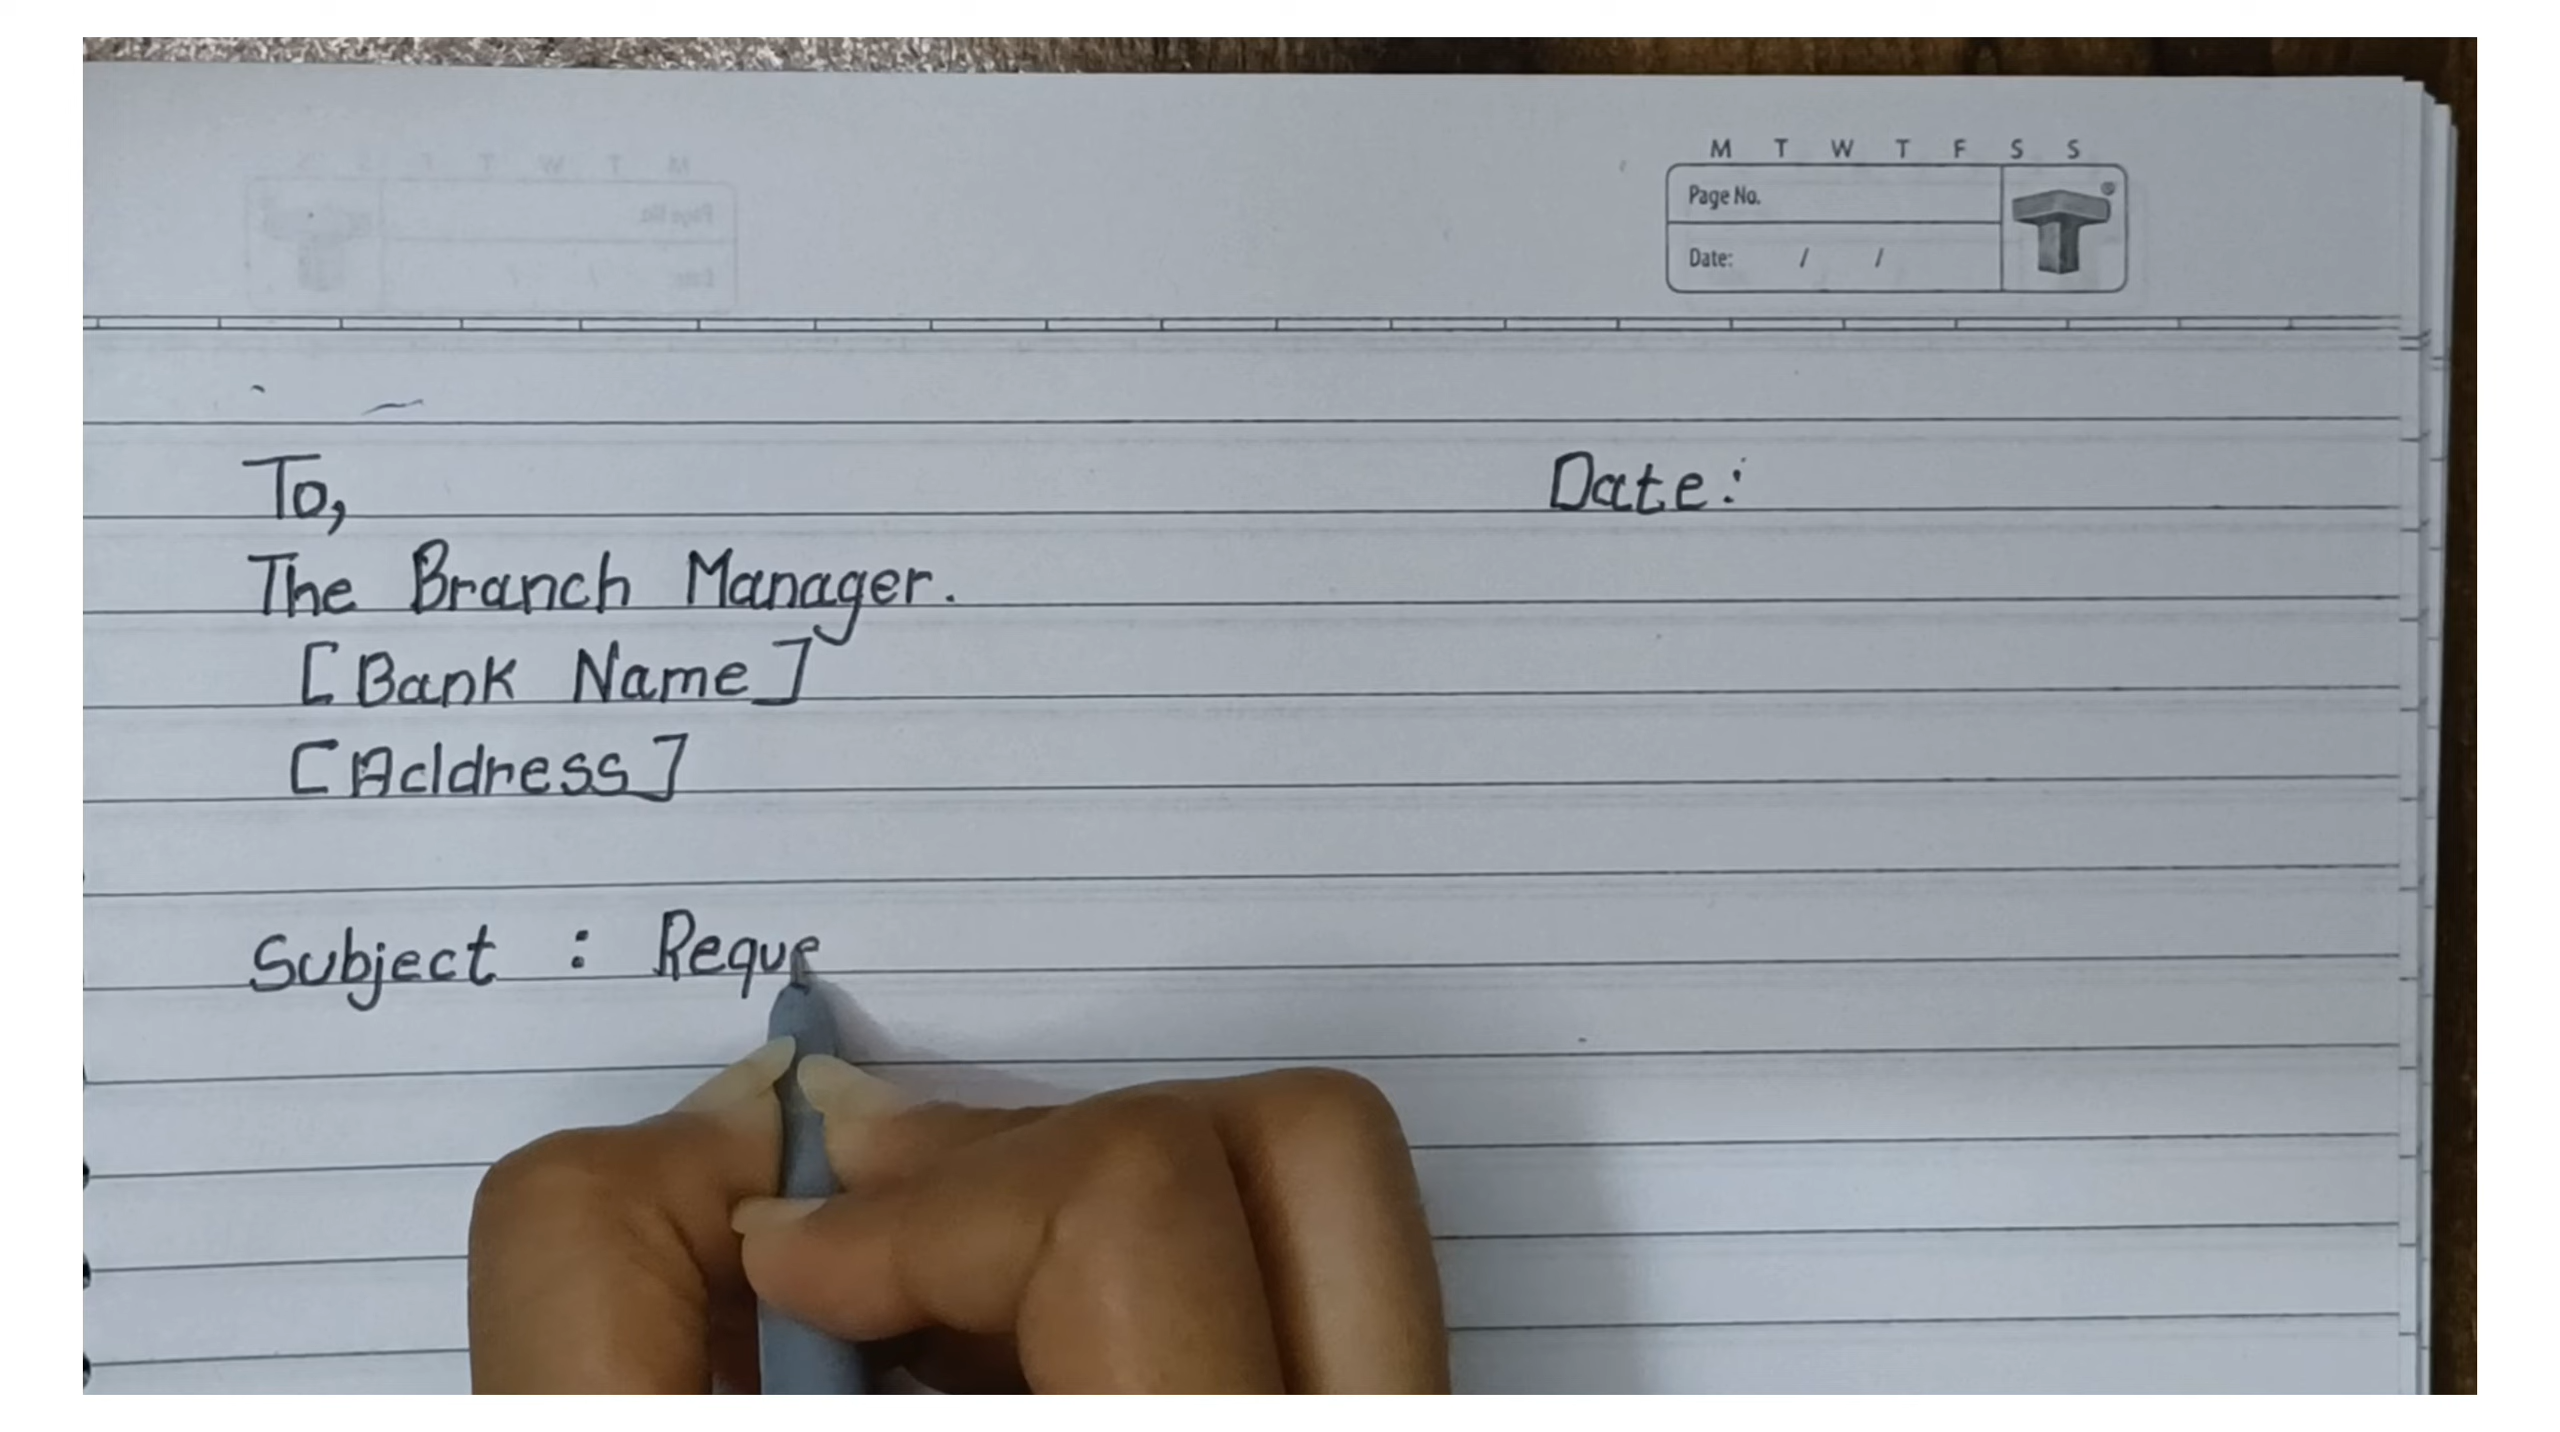 M T W T F S S
Page No.
Date: / /
To, Date:
The Branch Manager.
[Bank Name]
[Address]
Subject : Reque